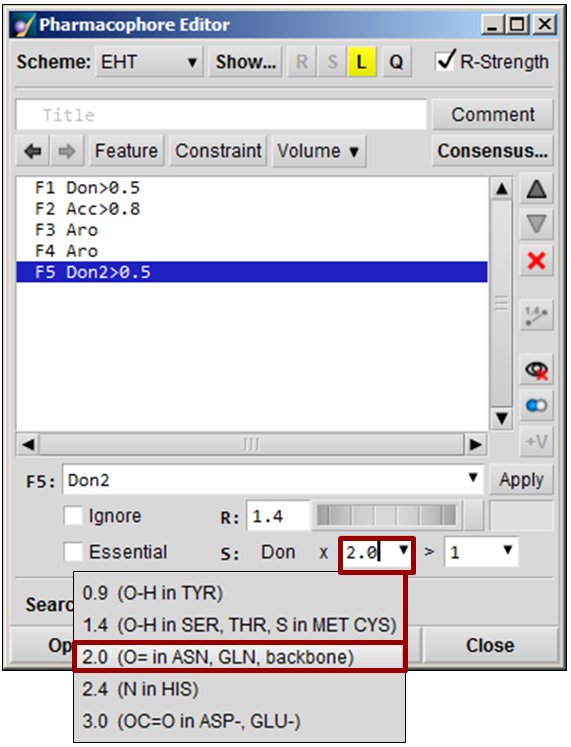 Pharmacophore Editor
Scheme: EHT Show... R S L Q R-Strength
Title Comment
Feature Constraint Volume Consensus...
F1 Don>0.5
F2 Acc>0.8
F3 Aro
F4 Aro
F5 Don2>0.5
1.4
+V
F5: Don2 Apply
Ignore R: 1.4
Essential S: Don x 2.0 > 1
Searc
0.9 (O-H in TYR)
1.4 (O-H in SER, THR, S in MET CYS)
Op Close
2.0 (O= in ASN, GLN, backbone)
2.4 (N in HIS)
3.0 (OC=O in ASP-, GLU-)